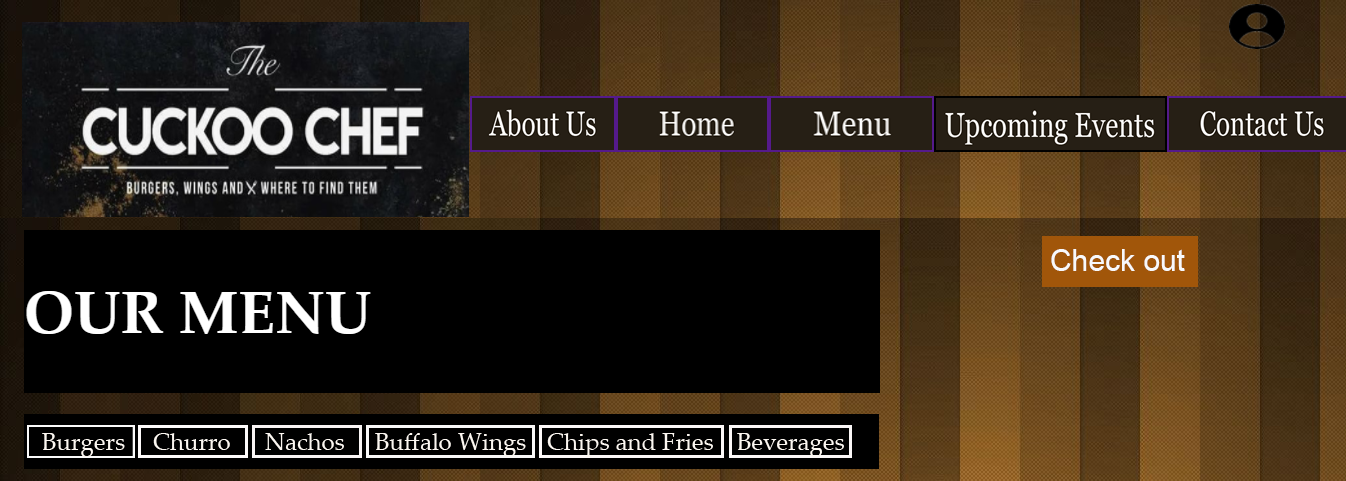 The
CUCKOO CHEF
BURGERS, WINGS AND WHERE TO FIND THEM
About Us
Home
Menu
Upcoming Events
Contact Us
Check out
OUR MENU
Burgers
Churro
Nachos
Buffalo Wings
Chips and Fries
Beverages